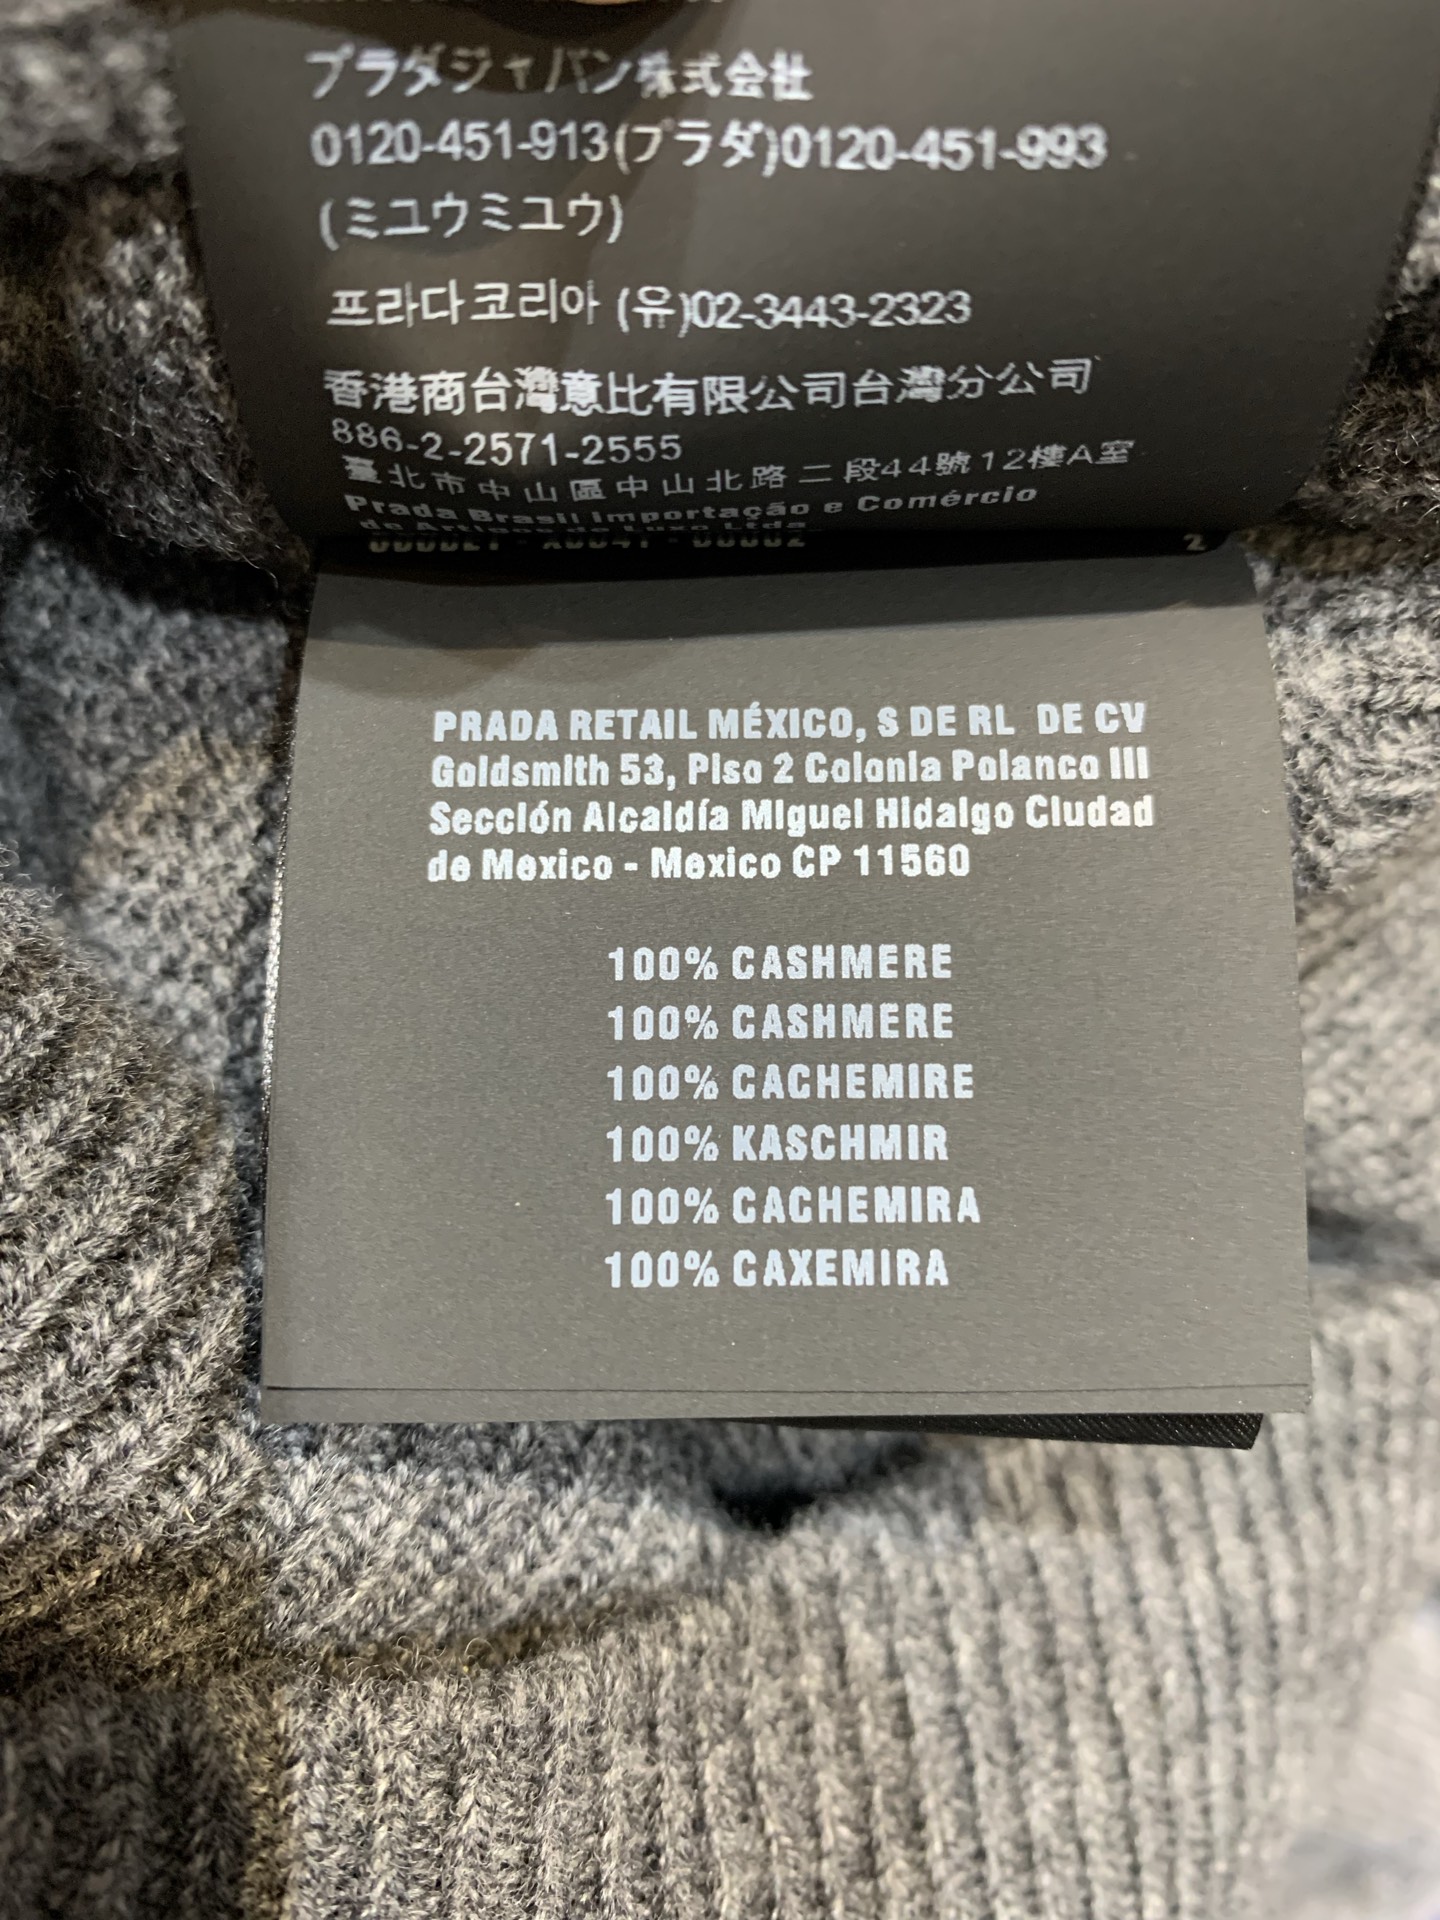 プラダジャパン株式会社
0120-451-913(プラダ)0120-451-993
(ミユウミユウ)
프라다코리아 (유)02-3443-2323
香港商台灣意比有限公司台灣分公司
886-2-2571-2555
臺北市中山區中山北路二段44號12樓A室
Prada Brasil Importação e Comércio
de Luxo Ltda
2
PRADA RETAIL MÉXICO, S DE RL DE CV
Goldsmith 53, Piso 2 Colonia Polanco III
Sección Alcaldía Miguel Hidalgo Ciudad
de Mexico - Mexico CP 11560
100% CASHMERE
100% CASHMERE
100% CACHEMIRE
100% KASCHMIR
100% CACHEMIRA
100% CAXEMIRA